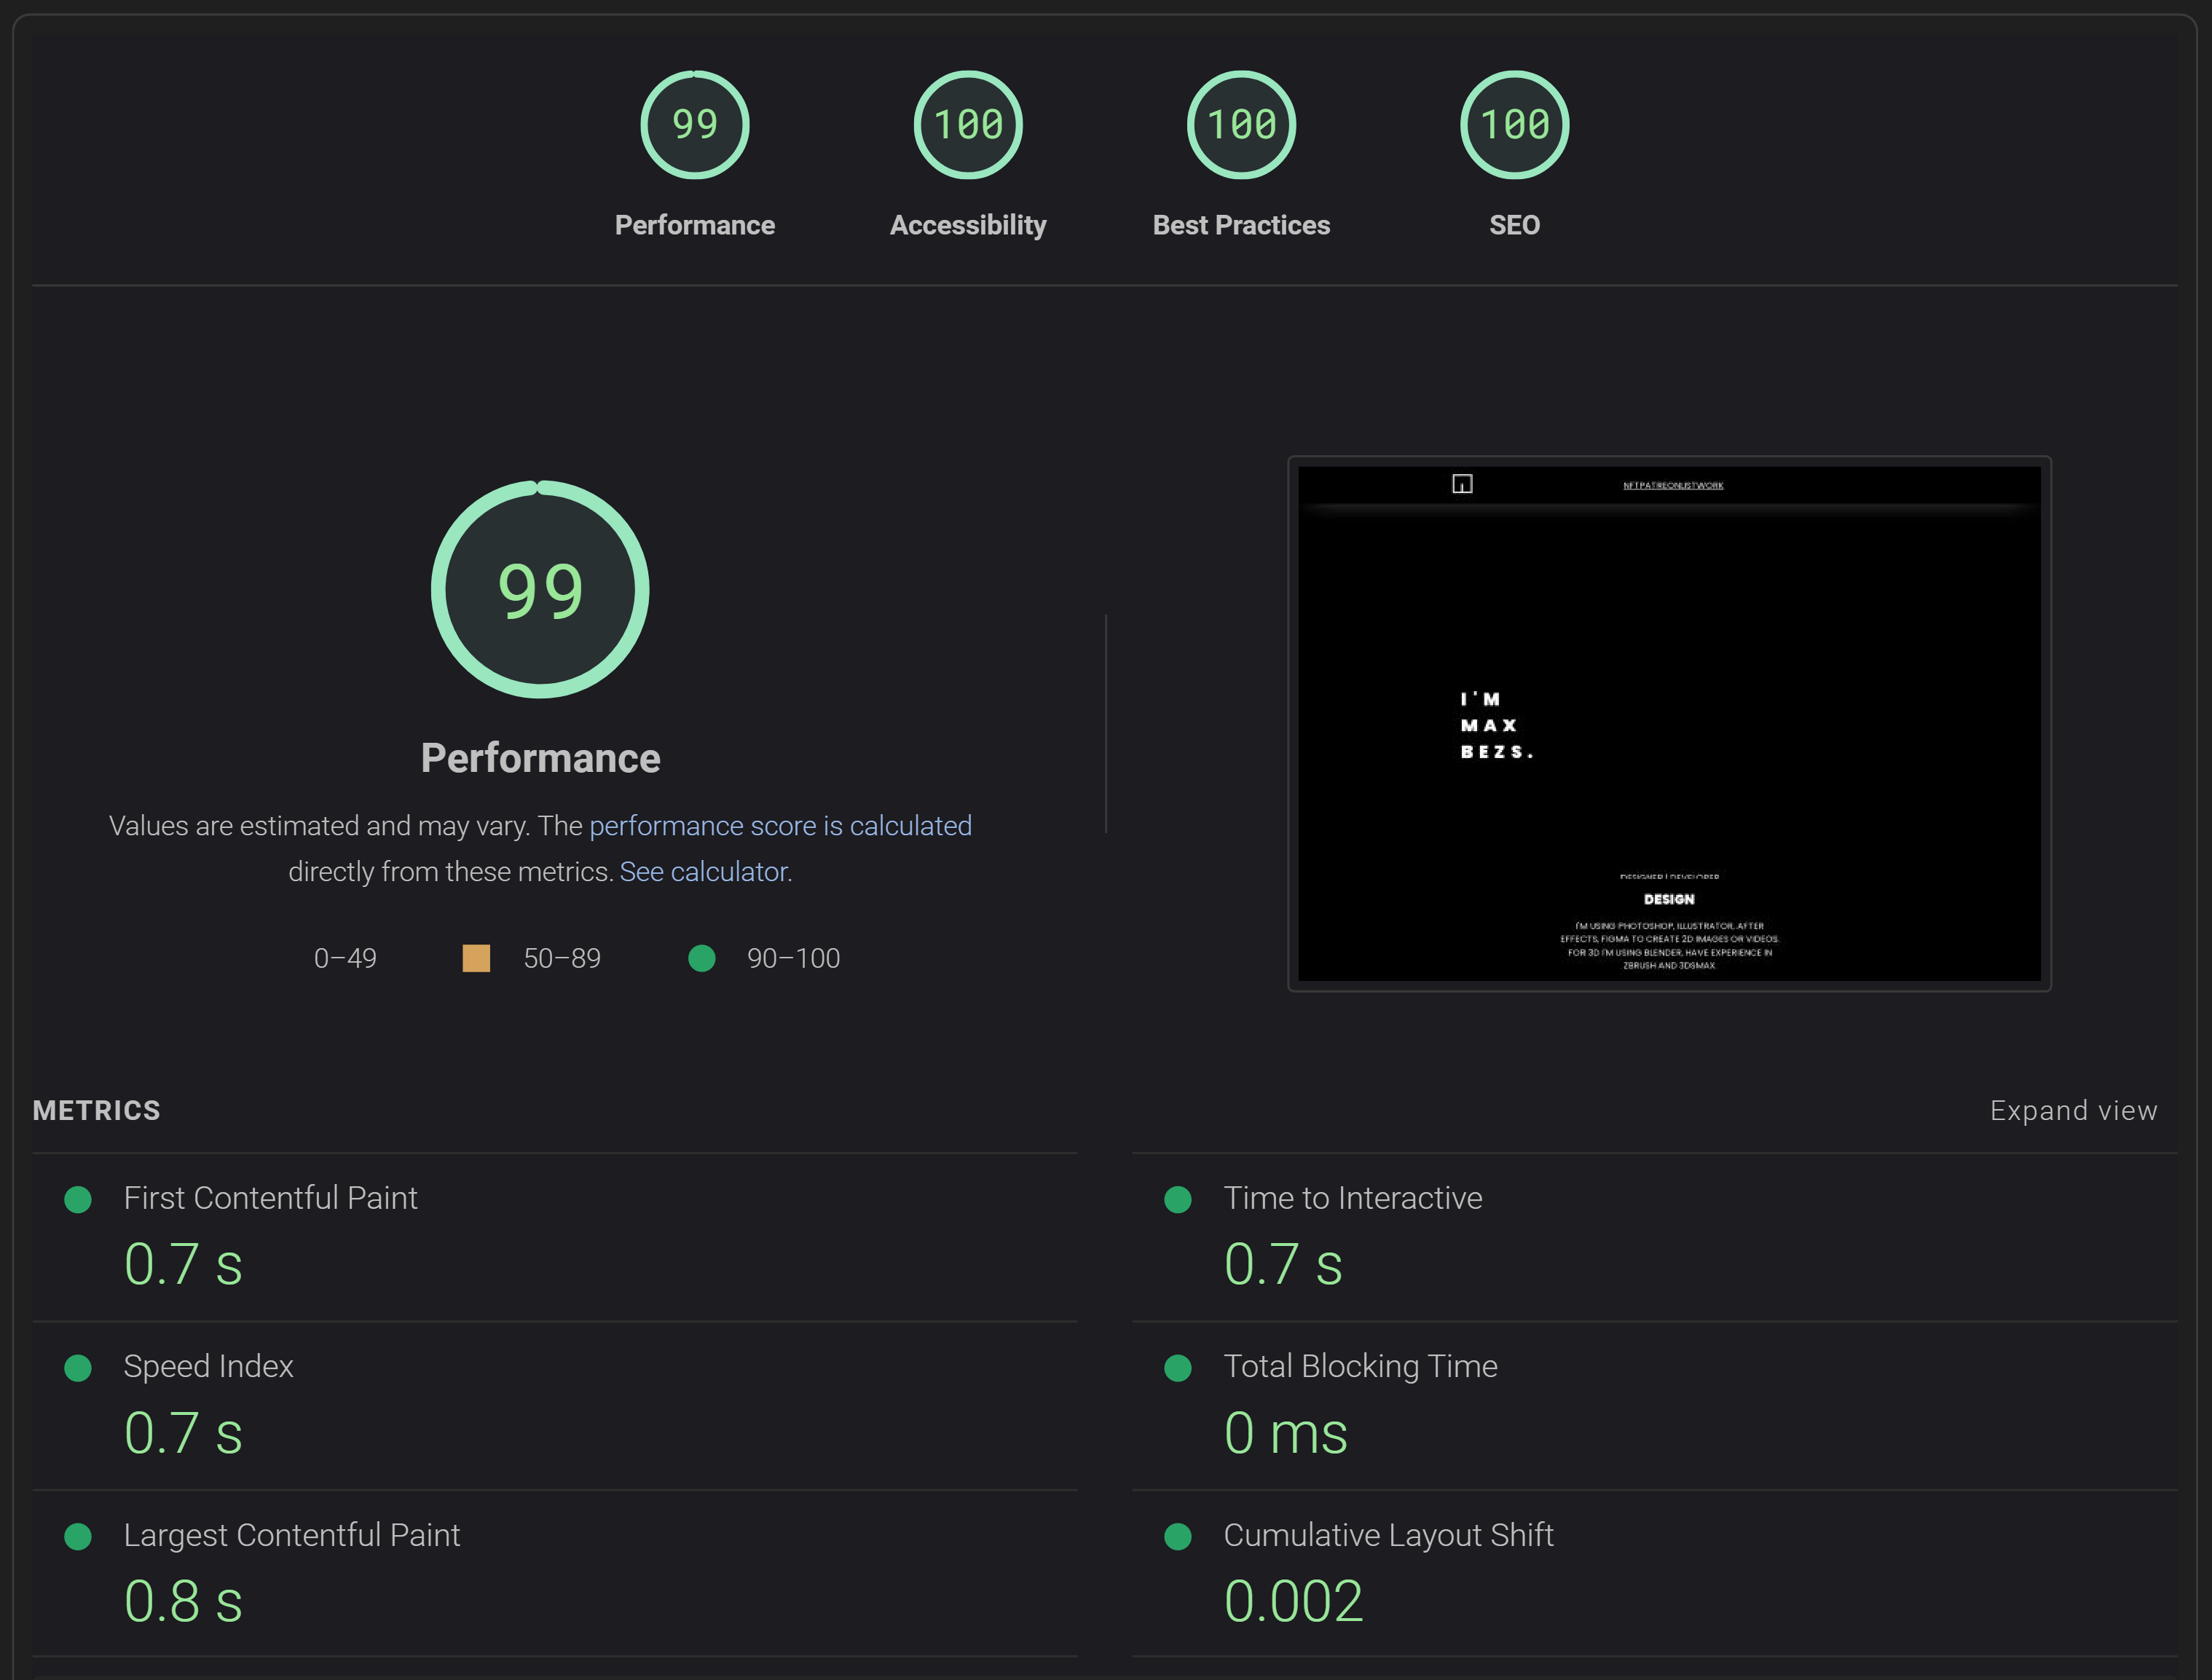 99
100
100
100
Performance
Accessibility
Best Practices
SEO
99
Performance
Values are estimated and may vary. The performance score is calculated
directly from these metrics. See calculator.
0–49
50–89
90–100
NFTPATREONLISTWORK
I'M
MAX
BEZS.
DESIGNER | DEVELOPER
DESIGN
I'M USING PHOTOSHOP, ILLUSTRATOR, AFTER
EFFECTS, FIGMA TO CREATE 2D IMAGES OR VIDEOS.
FOR 3D I'M USING BLENDER, HAVE EXPERIENCE IN
ZBRUSH AND 3DSMAX.
METRICS
Expand view
First Contentful Paint
0.7 s
Time to Interactive
0.7 s
Speed Index
0.7 s
Total Blocking Time
0 ms
Largest Contentful Paint
0.8 s
Cumulative Layout Shift
0.002